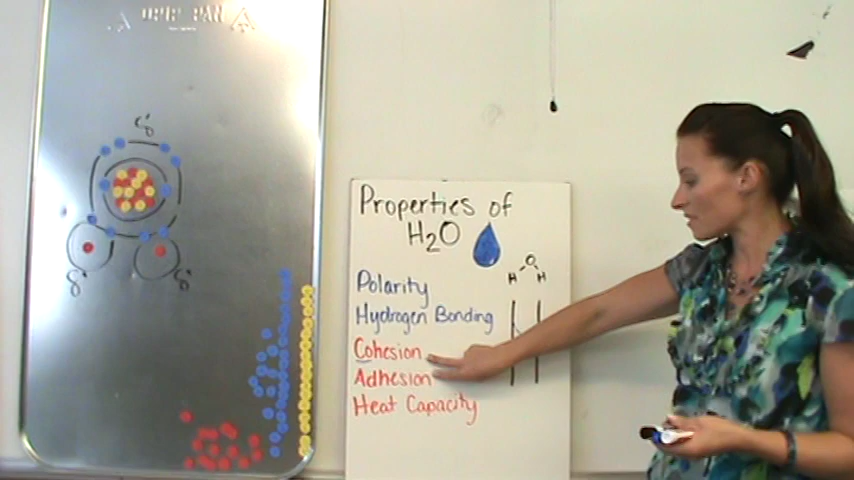 Properties of
H2O
H O H
Polarity
Hydrogen Bonding
Cohesion
Adhesion
Heat Capacity